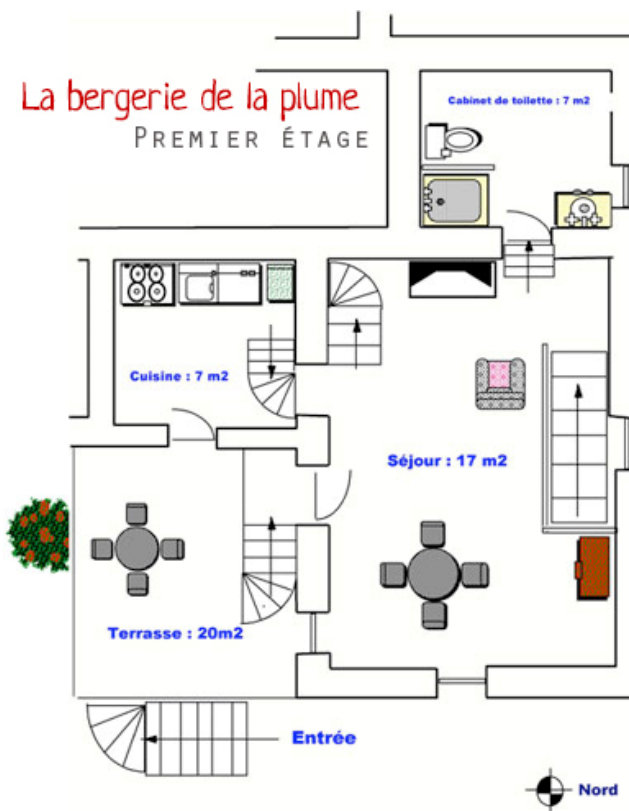 La bergerie de la plume
PREMIER ÉTAGE
Cabinet de toilette : 7 m2
Cuisine : 7 m2
Séjour : 17 m2
Terrasse : 20m2
Entrée
Nord